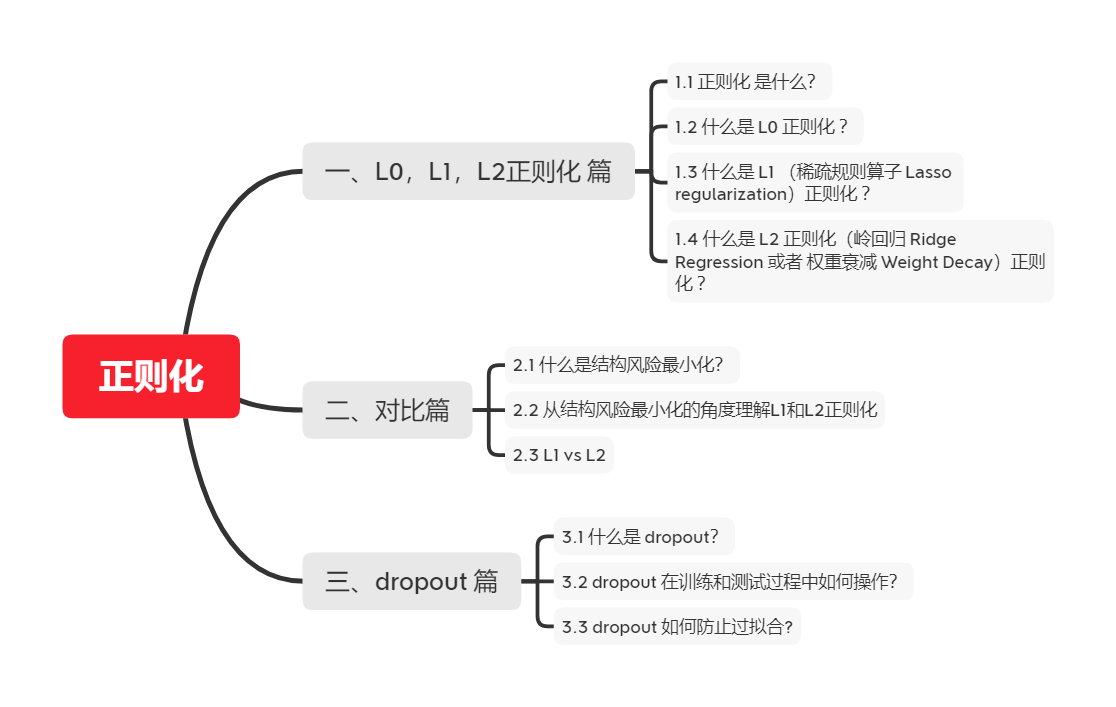 正则化
一、L0，L1，L2正则化 篇
1.1 正则化 是什么？
1.2 什么是 L0 正则化 ？
1.3 什么是 L1 （稀疏规则算子 Lasso
regularization）正则化 ？
1.4 什么是 L2 正则化（岭回归 Ridge
Regression 或者 权重衰减 Weight Decay）正则
化 ？
二、对比篇
2.1 什么是结构风险最小化？
2.2 从结构风险最小化的角度理解L1和L2正则化
2.3 L1 vs L2
三、dropout 篇
3.1 什么是 dropout？
3.2 dropout 在训练和测试过程中如何操作？
3.3 dropout 如何防止过拟合?